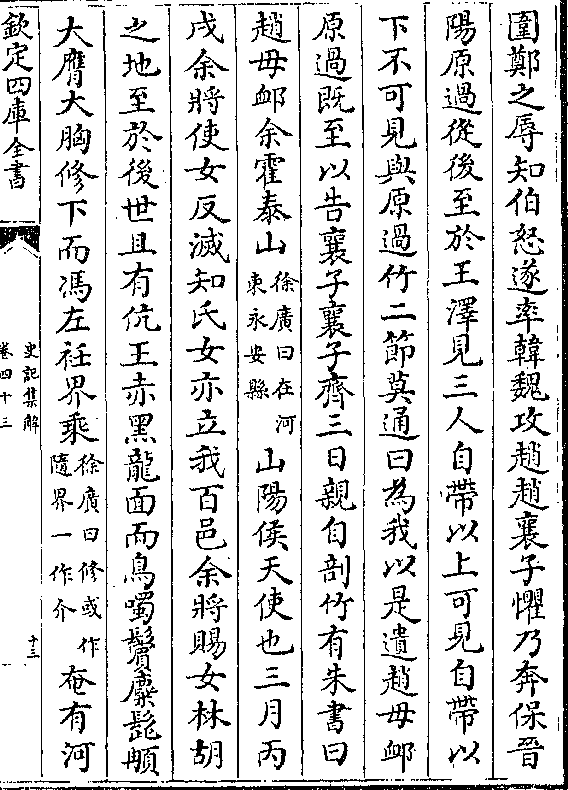 圍鄭之辱知伯怒遂率韓魏攻趙趙襄子懼乃奔保晉
陽原過從後至於王澤見三人自帶以上可見自帶以
下不可見與原過竹二節莫通曰為我以是遺趙毋卹
原過既至以告襄子襄子齊三日親自剖竹有朱書曰
趙毋卹余霍泰山徐廣曰在河東永安縣山陽侯天使也三月丙
戌余將使女反滅知氏女亦立我百邑余將賜女林胡
之地至於後世且有伉王赤黑龍面而鳥噣鬢麋髭䫇
大膺大胸修下而馮左衽界乘徐廣曰修或作隨界一作介奄有河
欽定四庫全書
史記集解
卷四十三
十三